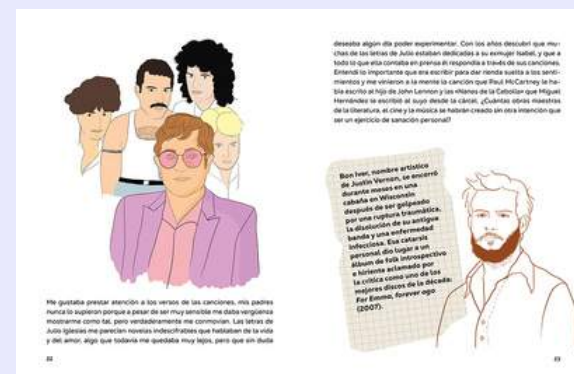 Me gustaba prestar atención a los versos de las canciones, mis padres
nunca lo supieron porque a pesar de ser muy sensible me daba vergüenza
mostrarme como tal, pero verdaderamente me conmovían. Las letras de
Julio Iglesias me parecían novelas indescifrables que hablaban de la vida
y del amor, algo que todavía me quedaba muy lejos, pero que sin duda
22
deseaba algún día poder experimentar. Con los años descubrí que mu-
chas de las letras de Julio estaban dedicadas a su exmujer Isabel, y que a
todo lo que ella contaba en prensa él respondía a través de sus canciones.
Entendí lo importante que era escribir para dar rienda suelta a los senti-
mientos y me vinieron a la mente la canción que Paul McCartney le ha-
bía escrito al hijo de John Lennon y las «Nanas de la Cebolla» que Miguel
Hernández le escribió al suyo desde la cárcel. ¿Cuántas obras maestras
de la literatura, el cine y la música se habrán creado sin otra intención que
ser un ejercicio de sanación personal?
Bon Iver, nombre artístico
de Justin Vernon, se encerró
durante meses en una
cabaña en Wisconsin
después de ser golpeado
por una ruptura traumática,
la disolución de su antigua
banda y una enfermedad
infecciosa. Esa catarsis
personal dio lugar a un
álbum de folk introspectivo
e hiriente aclamado por
la crítica como uno de los
mejores discos de la década:
For Emma, forever ago
(2007).
23